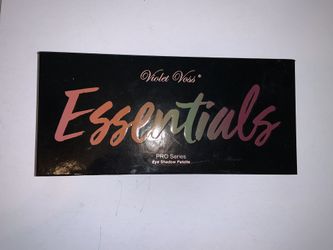 Violet Voss®
Essentials
PRO Series
Eye Shadow Palette